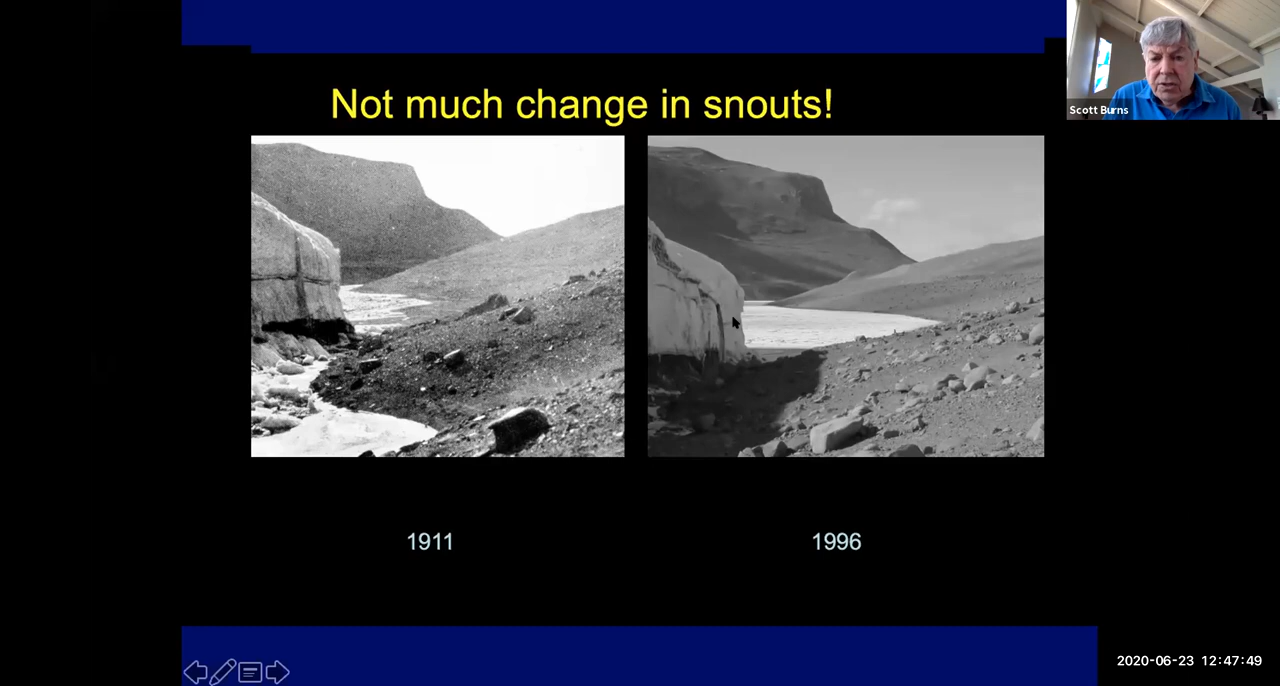 Not much change in snouts!
Scott Burns
1911
1996
2020-06-23 12:47:49